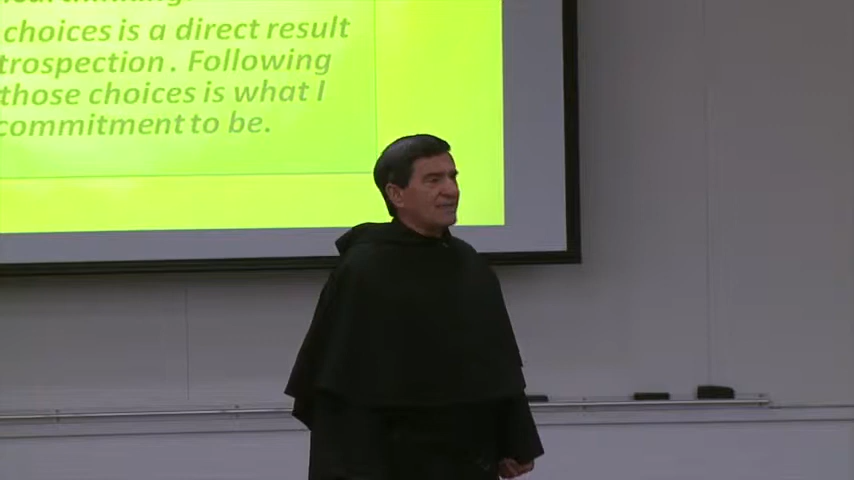 choices is a direct result
trospection. Following
those choices is what I
commitment to be.